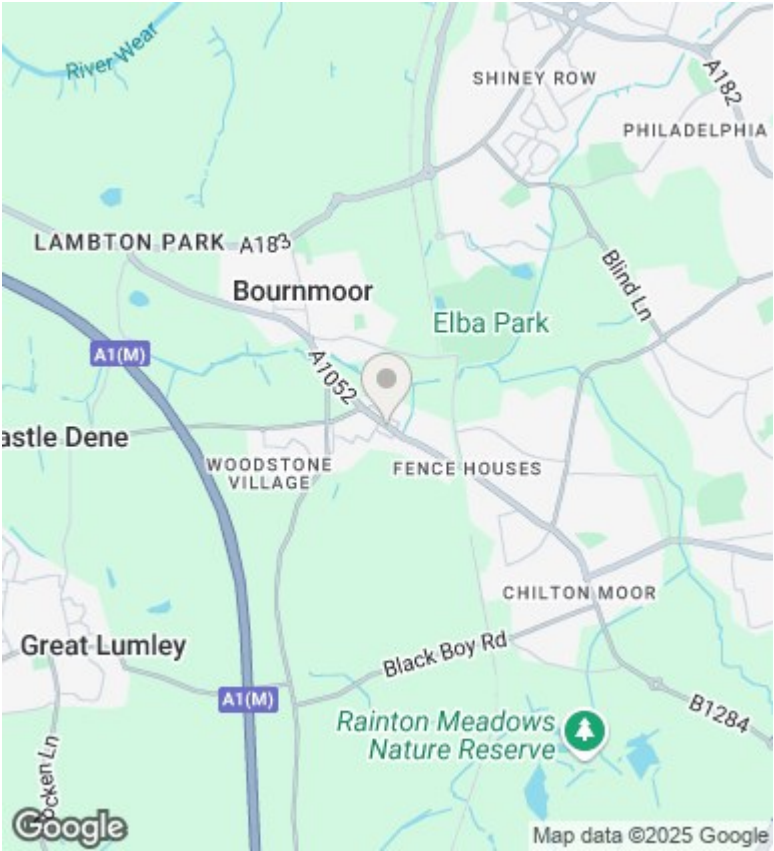 River Wear
SHINEY ROW
A182
PHILADELPHIA
LAMBTON PARK
A183
Blind Ln
Bournmoor
Elba Park
A1(M)
A1052
astle Dene
WOODSTONE
VILLAGE
FENCE HOUSES
CHILTON MOOR
Great Lumley
Black Boy Rd
A1(M)
B1284
Rainton Meadows
Nature Reserve
ocken Ln
Google
Map data ©2025 Google